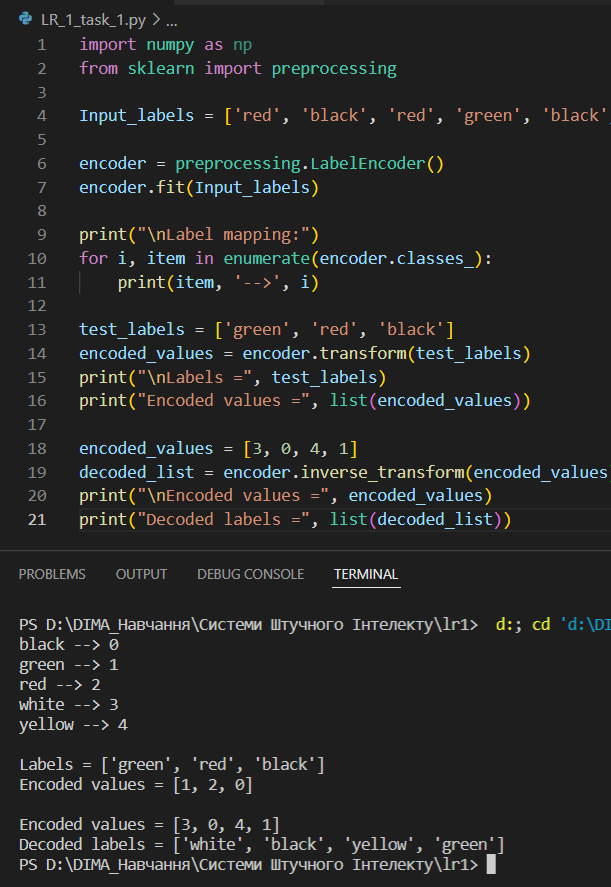 LR_1_task_1.py > ...
1 import numpy as np
2 from sklearn import preprocessing
3
4 Input_labels = ['red', 'black', 'red', 'green', 'black',
5
6 encoder = preprocessing.LabelEncoder()
7 encoder.fit(Input_labels)
8
9 print("\nLabel mapping:")
10 for i, item in enumerate(encoder.classes_):
11     print(item, '-->', i)
12
13 test_labels = ['green', 'red', 'black']
14 encoded_values = encoder.transform(test_labels)
15 print("\nLabels =", test_labels)
16 print("Encoded values =", list(encoded_values))
17
18 encoded_values = [3, 0, 4, 1]
19 decoded_list = encoder.inverse_transform(encoded_values
20 print("\nEncoded values =", encoded_values)
21 print("Decoded labels =", list(decoded_list))
PROBLEMS OUTPUT DEBUG CONSOLE TERMINAL
PS D:\DIMA_Навчання\Системи Штучного Інтелекту\lr1>  d:; cd 'd:\DI
black --> 0
green --> 1
red --> 2
white --> 3
yellow --> 4
Labels = ['green', 'red', 'black']
Encoded values = [1, 2, 0]
Encoded values = [3, 0, 4, 1]
Decoded labels = ['white', 'black', 'yellow', 'green']
PS D:\DIMA_Навчання\Системи Штучного Інтелекту\lr1>